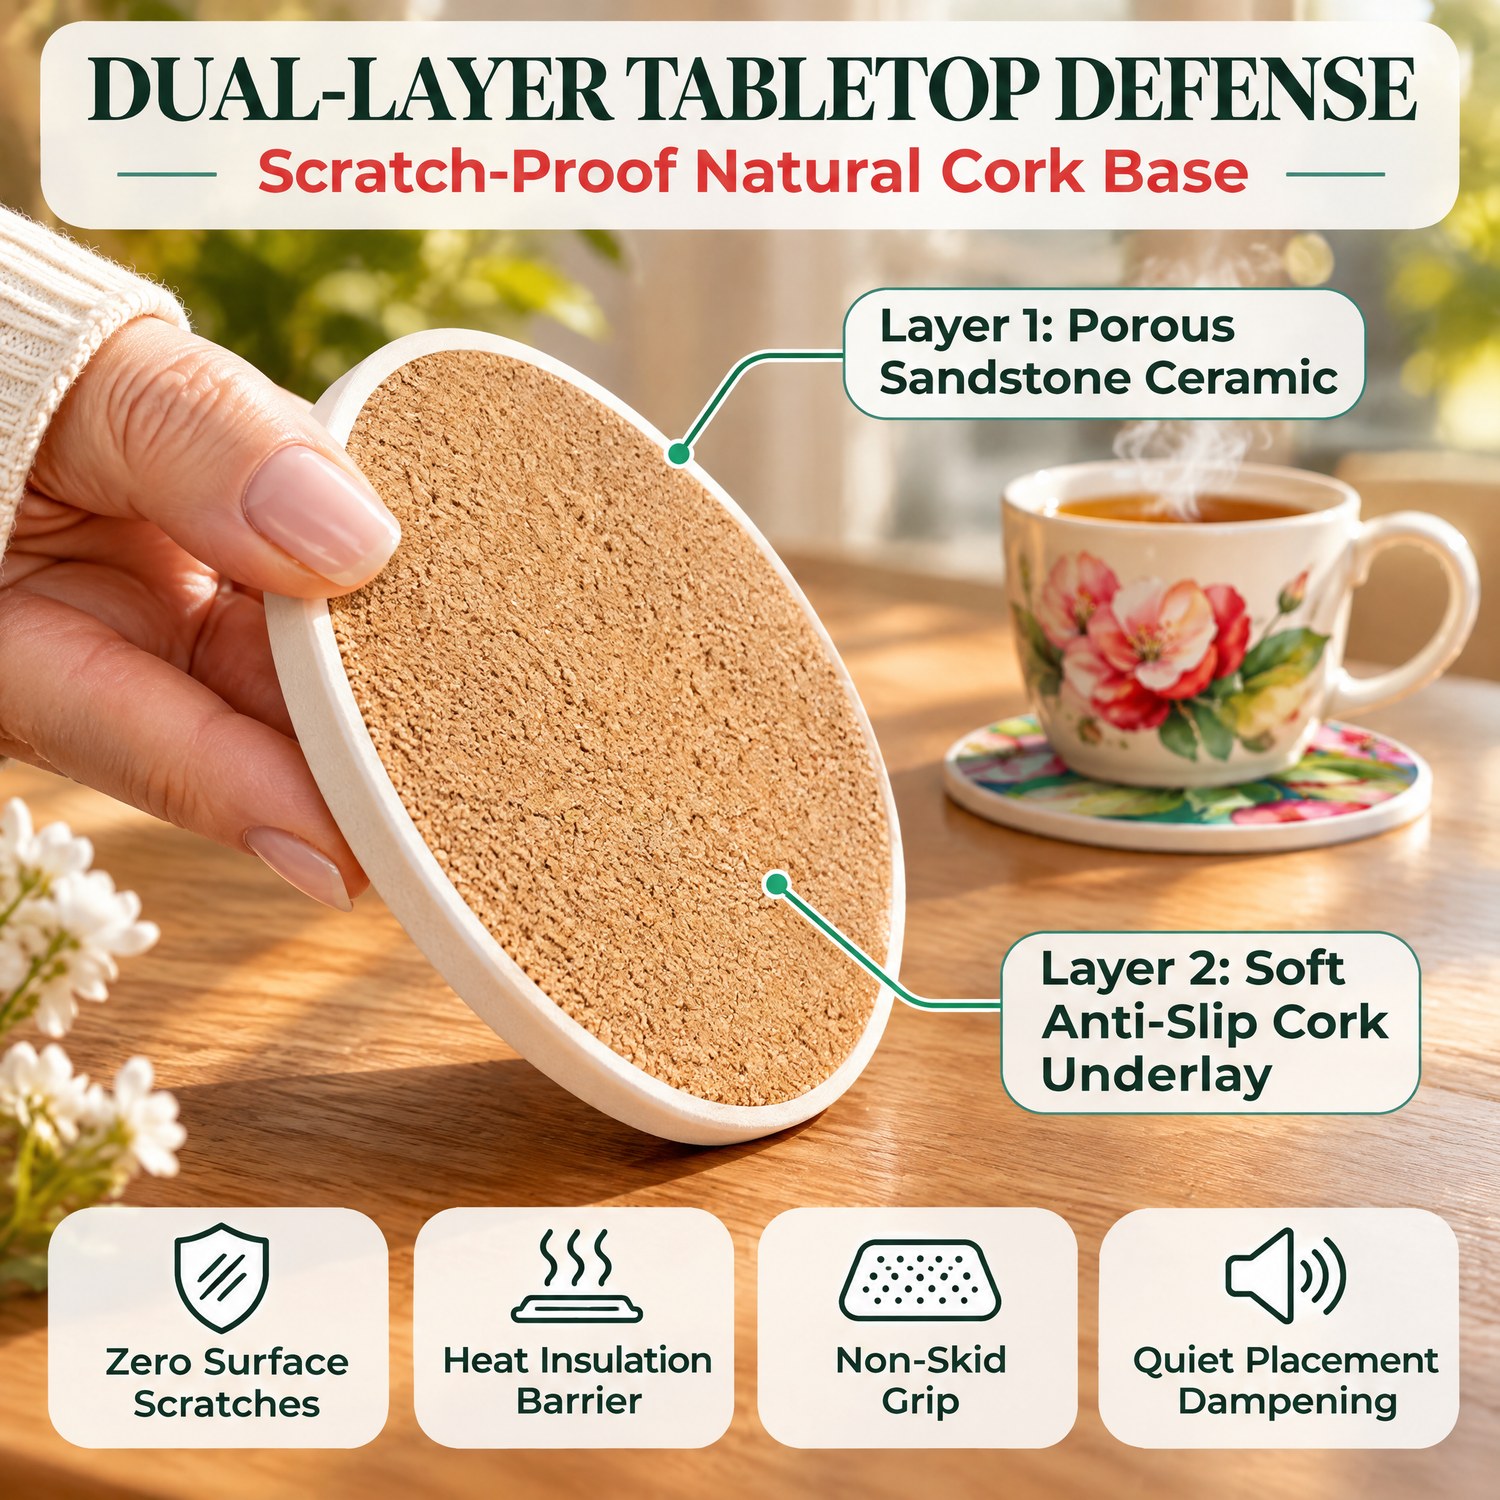 DUAL-LAYER TABLETOP DEFENSE
Scratch-Proof Natural Cork Base
Layer 1: Porous
Sandstone Ceramic
Layer 2: Soft
Anti-Slip Cork
Underlay
Zero Surface
Scratches
Heat Insulation
Barrier
Non-Skid
Grip
Quiet Placement
Dampening